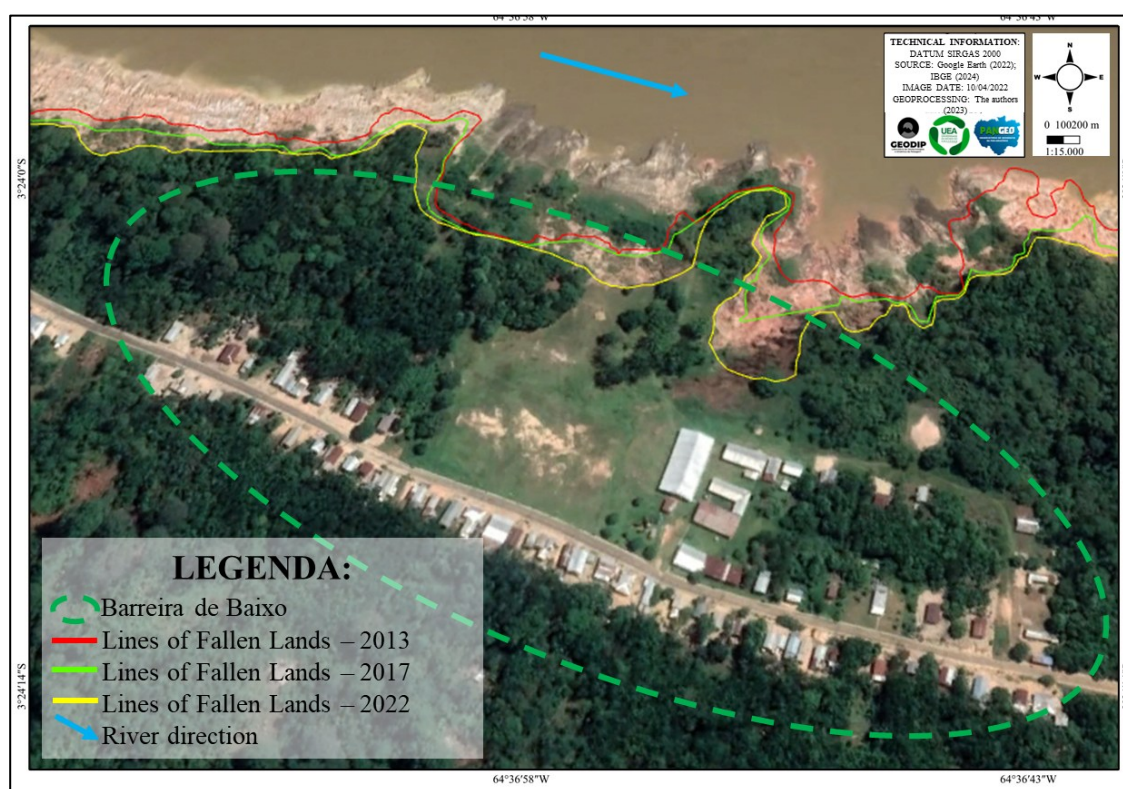 64°36'58"W
TECHNICAL INFORMATION:
DATUM SIRGAS 2000
SOURCE: Google Earth (2022);
IBGE (2024)
IMAGE DATE: 10/04/2022
GEOPROCESSING: The authors
(2023)
GEODIP
UEA
PANGEO
N
W
E
S
0 100200 m
1:15.000
3°24'0"S
3°24'14"S
LEGENDA:
Barreira de Baixo
Lines of Fallen Lands – 2013
Lines of Fallen Lands – 2017
Lines of Fallen Lands – 2022
River direction
64°36'58"W
64°36'43"W